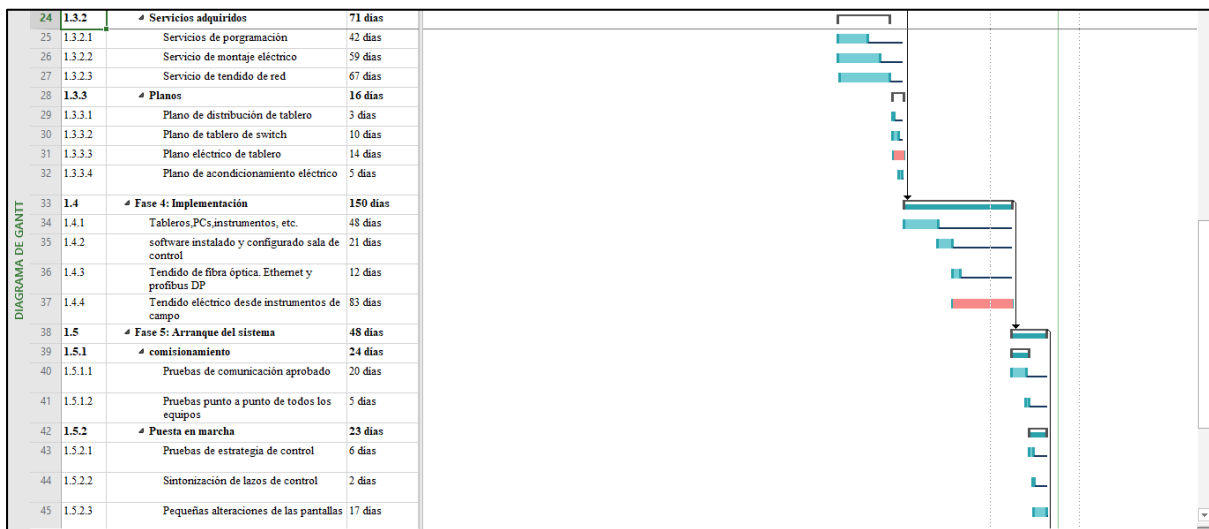 DIAGRAMA DE GANTT
24 1.3.2 Servicios adquiridos 71 días
25 1.3.2.1 Servicios de porgramación 42 días
26 1.3.2.2 Servicio de montaje eléctrico 59 días
27 1.3.2.3 Servicio de tendido de red 67 días
28 1.3.3 Planos 16 días
29 1.3.3.1 Plano de distribución de tablero 3 días
30 1.3.3.2 Plano de tablero de switch 10 días
31 1.3.3.3 Plano eléctrico de tablero 14 días
32 1.3.3.4 Plano de acondicionamiento eléctrico 5 días
33 1.4 Fase 4: Implementación 150 días
34 1.4.1 Tableros,PCs,instrumentos, etc. 48 días
35 1.4.2 software instalado y configurado sala de 21 días
control
36 1.4.3 Tendido de fibra óptica. Ethernet y 12 días
profibus DP
37 1.4.4 Tendido eléctrico desde instrumentos de 83 días
campo
38 1.5 Fase 5: Arranque del sistema 48 días
39 1.5.1 comisionamiento 24 días
40 1.5.1.1 Pruebas de comunicación aprobado 20 días
41 1.5.1.2 Pruebas punto a punto de todos los 5 días
equipos
42 1.5.2 Puesta en marcha 23 días
43 1.5.2.1 Pruebas de estrategia de control 6 días
44 1.5.2.2 Sintonización de lazos de control 2 días
45 1.5.2.3 Pequeñas alteraciones de las pantallas 17 días